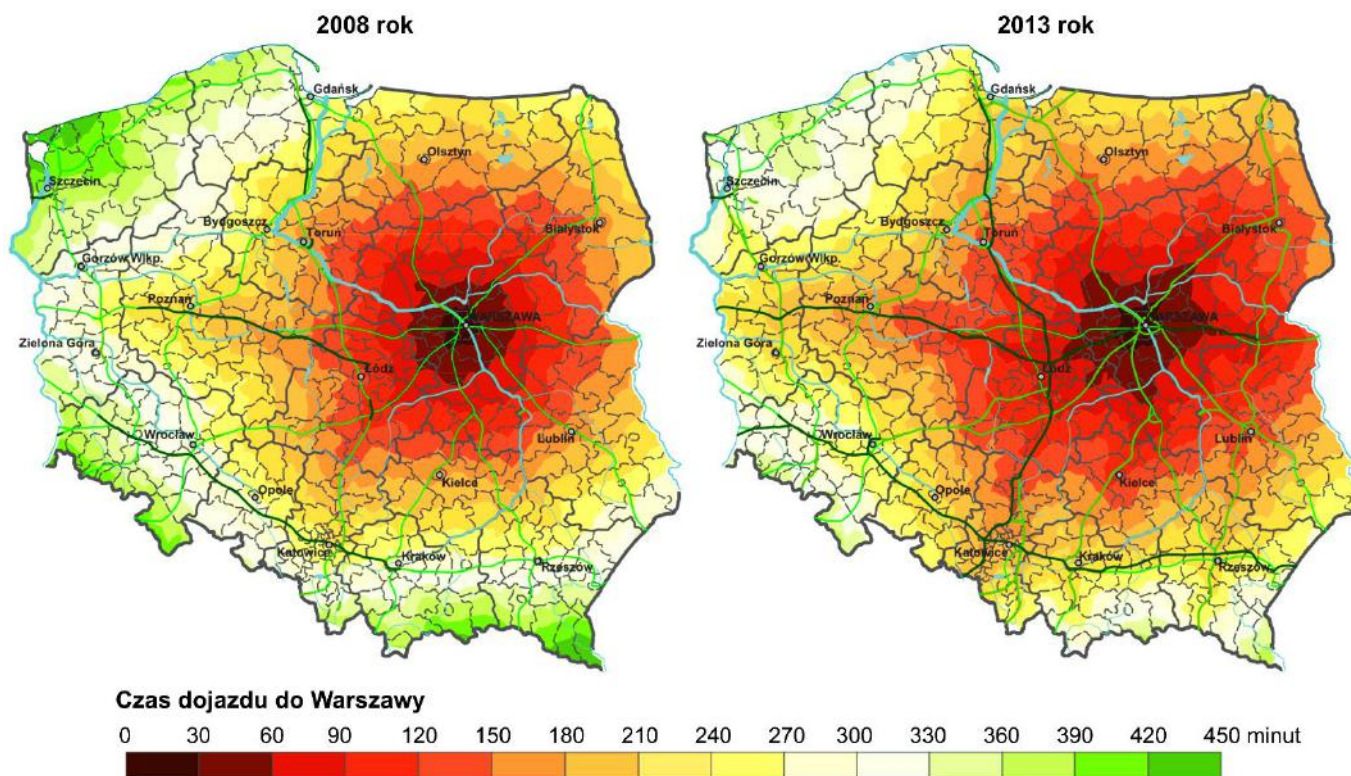 2008 rok
2013 rok
Gdańsk
Olsztyn
Szczecin
Bydgoszcz
Białystok
Toruń
Gorzów Wlkp.
Poznań
WARSZAWA
Zielona Góra
Łódź
Wrocław
Lublin
Kielce
Opole
Katowice
Kraków
Rzeszów
Gdańsk
Olsztyn
Szczecin
Bydgoszcz
Białystok
Toruń
Gorzów Wlkp.
Poznań
WARSZAWA
Zielona Góra
Łódź
Wrocław
Lublin
Kielce
Opole
Katowice
Kraków
Rzeszów
Czas dojazdu do Warszawy
0 30 60 90 120 150 180 210 240 270 300 330 360 390 420 450 minut